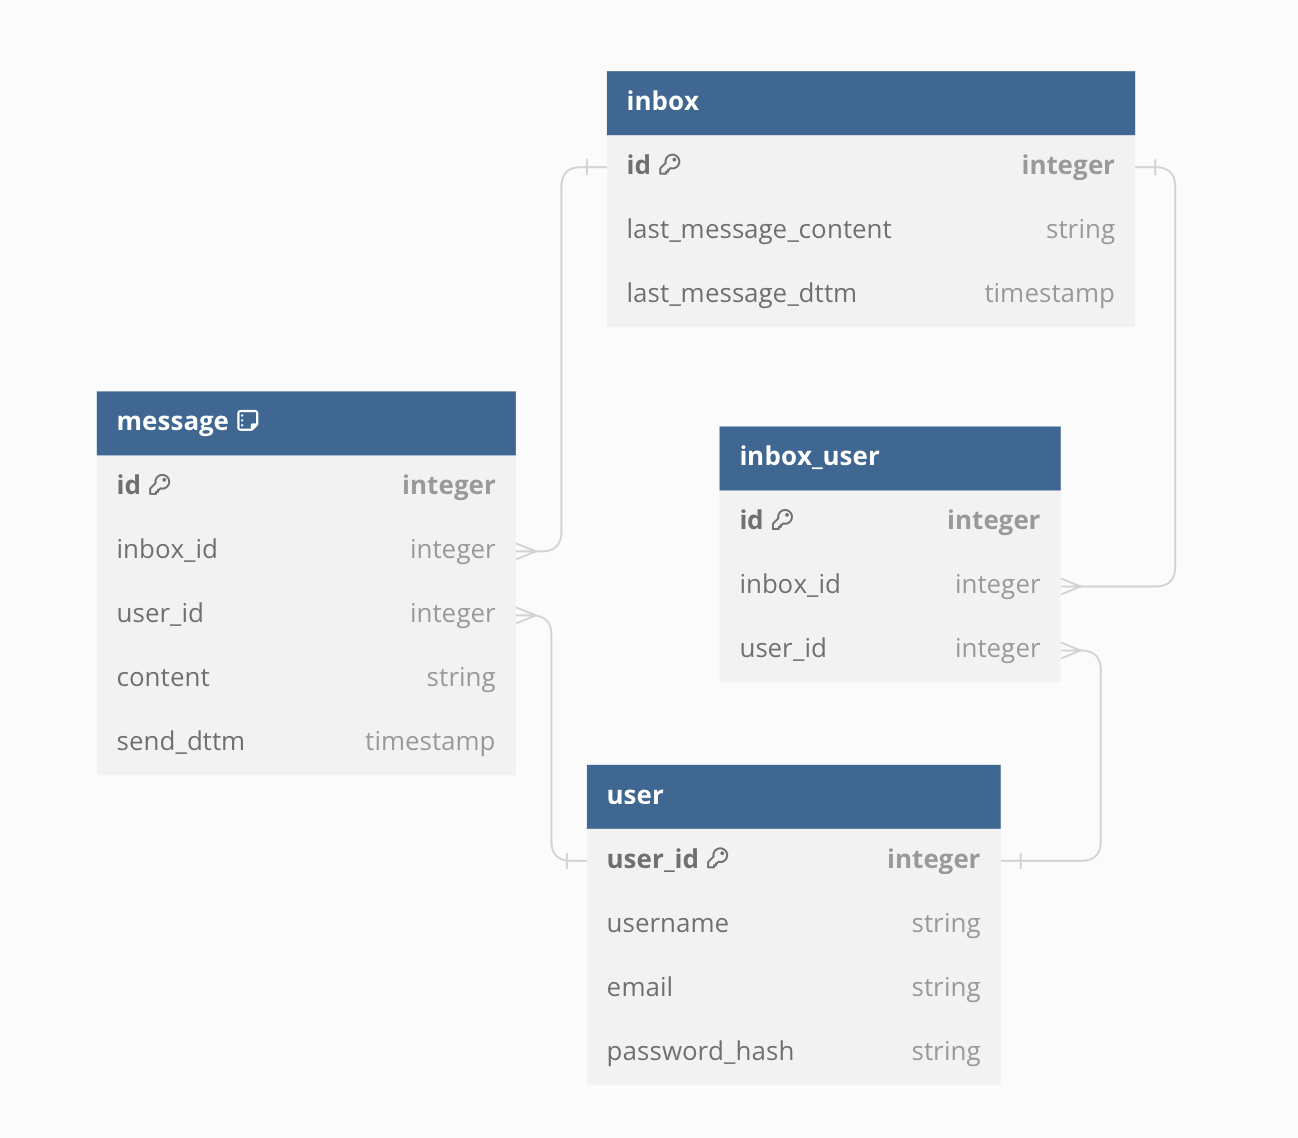 inbox
id integer
last_message_content string
last_message_dttm timestamp
message
id integer
inbox_id integer
user_id integer
content string
send_dttm timestamp
inbox_user
id integer
inbox_id integer
user_id integer
user
user_id integer
username string
email string
password_hash string